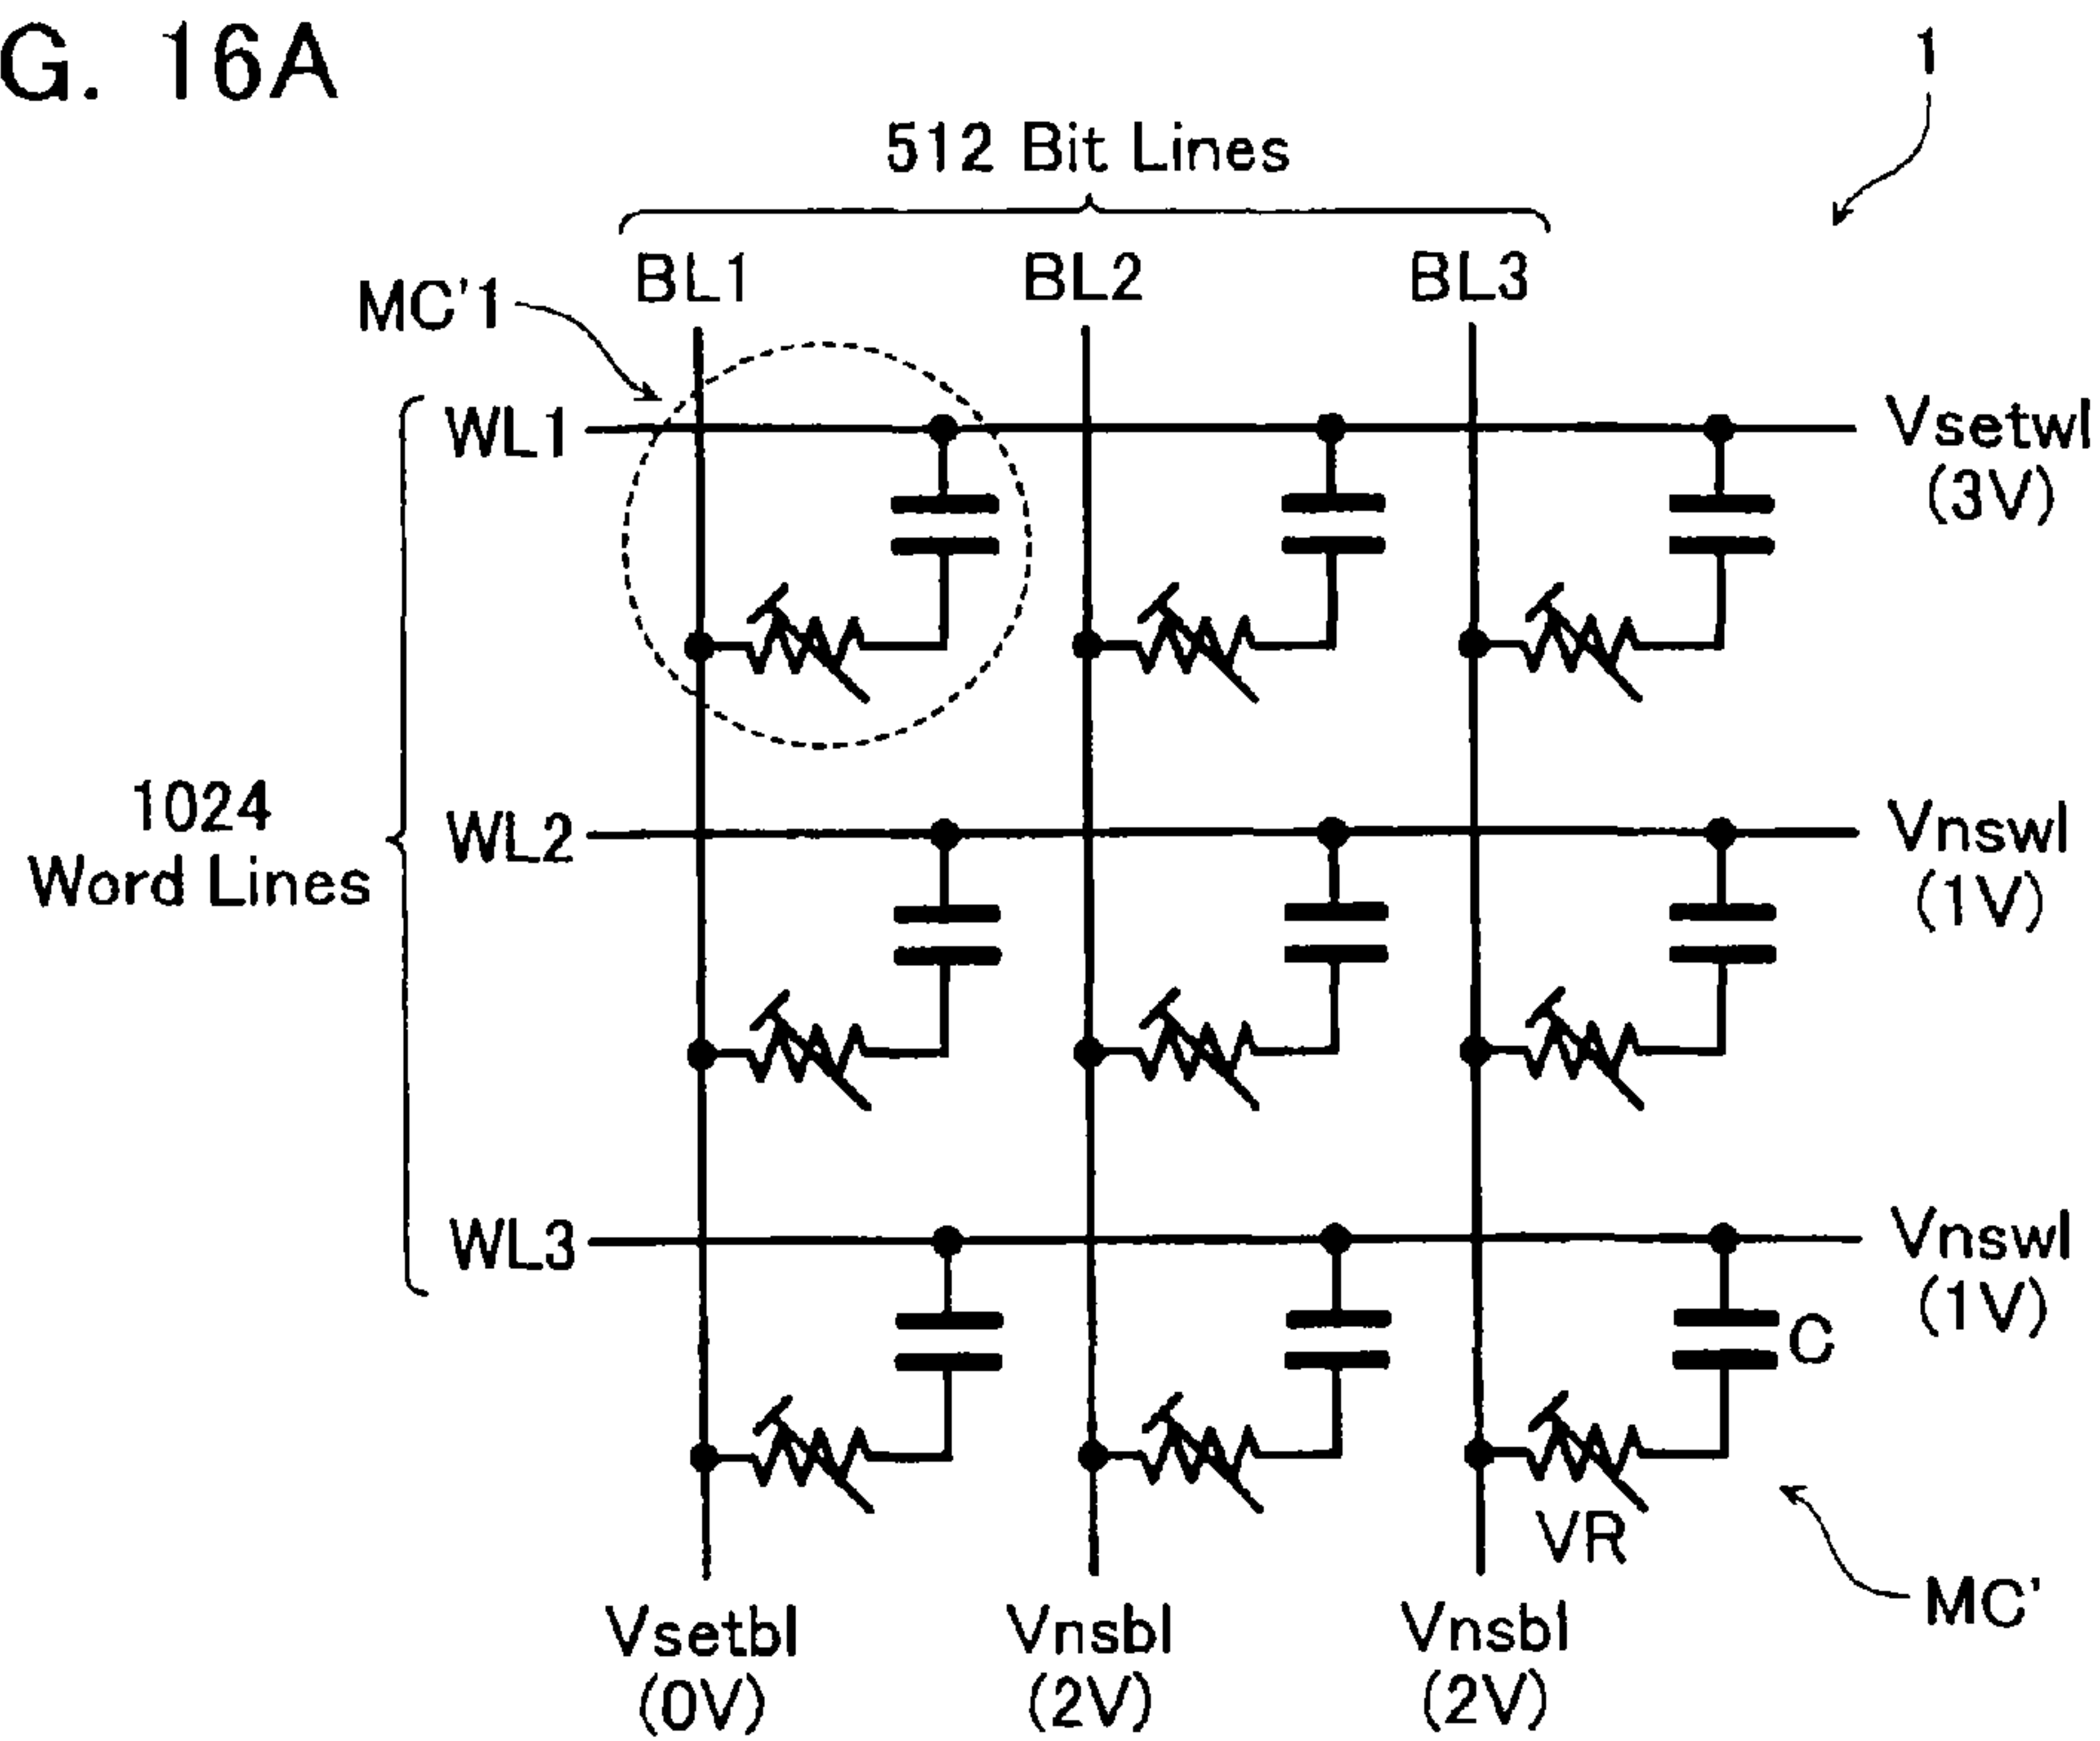 G. 16A
1
512 Bit Lines
BL1 BL2 BL3
MC'1
WL1
Vsetwl
(3V)
1024
Word Lines
WL2
Vnswl
(1V)
WL3
Vnswl
(1V)
C
VR
MC'
Vsetbl
(0V)
Vnsbl
(2V)
Vnsbl
(2V)